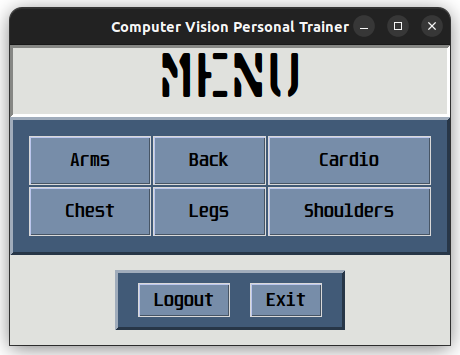 Computer Vision Personal Trainer
MENU
Arms Back Cardio
Chest Legs Shoulders
Logout Exit